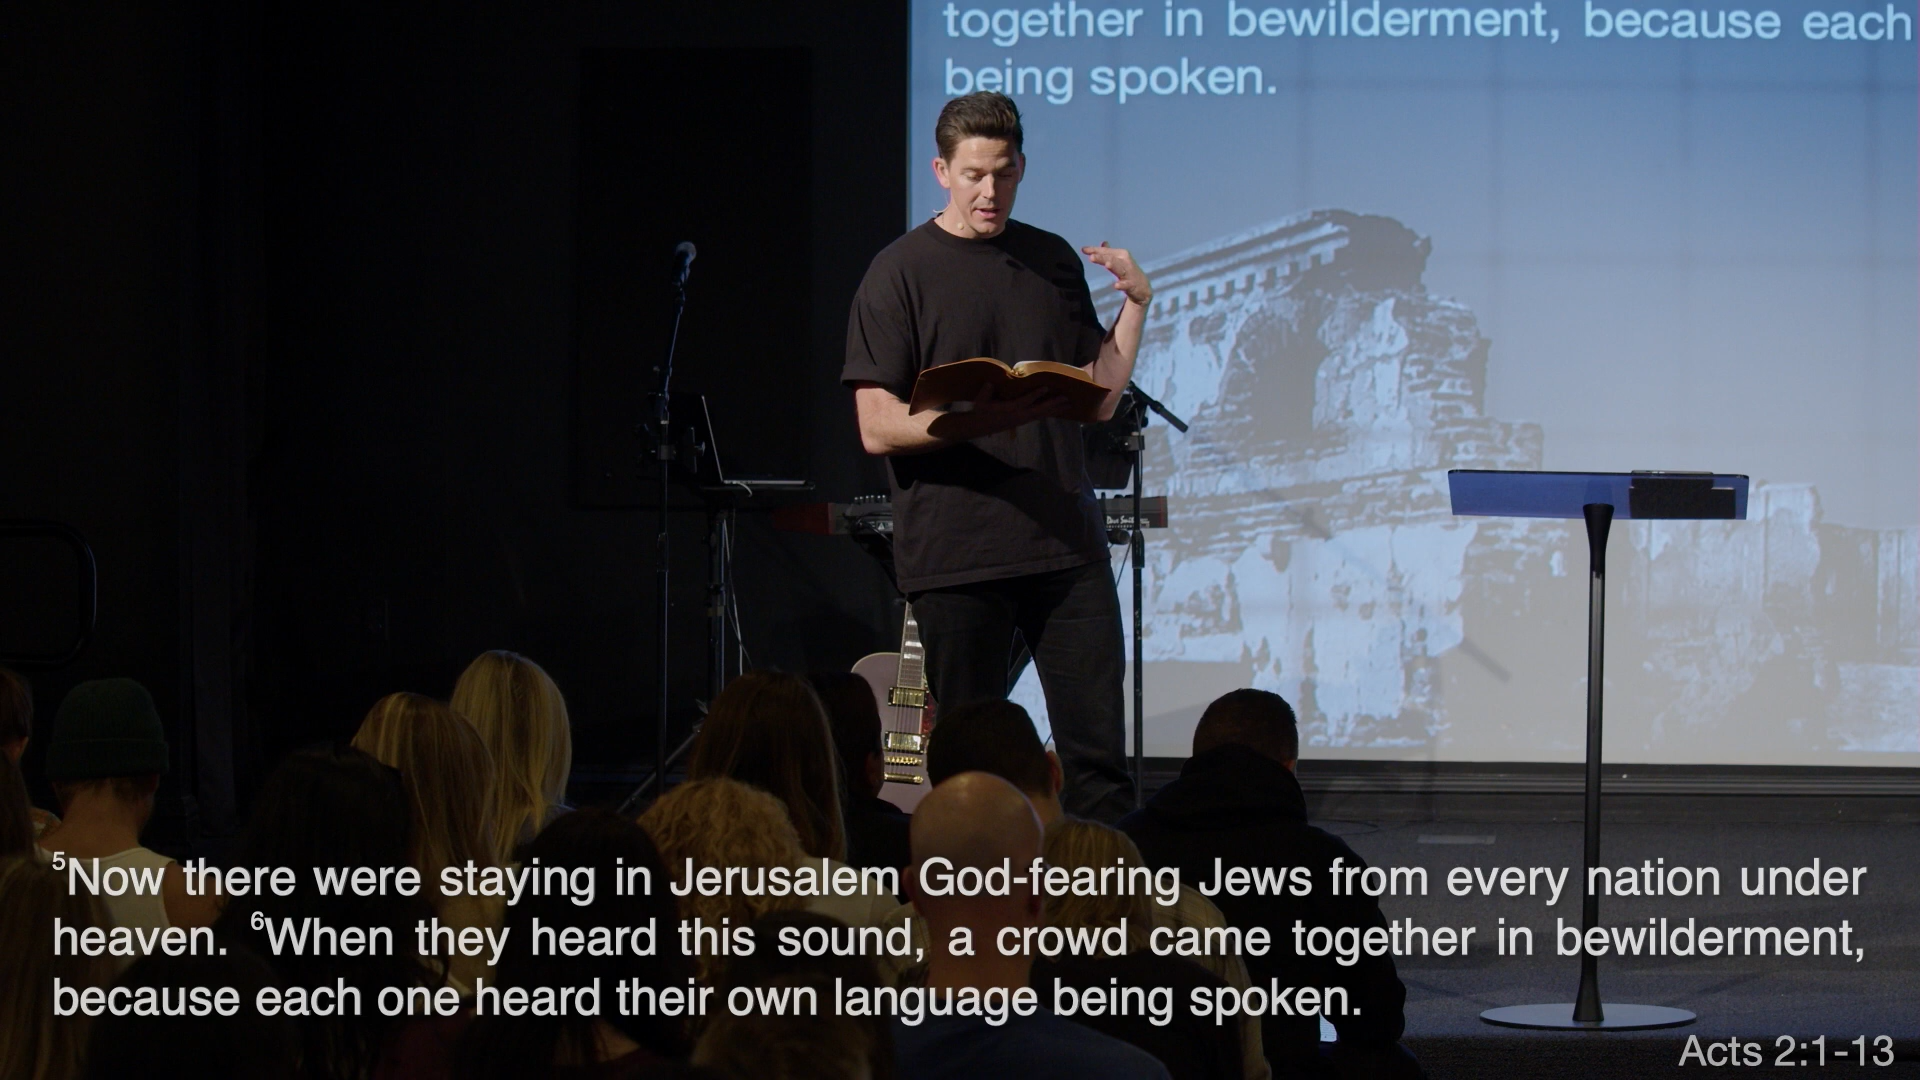 together in bewilderment, because each
being spoken.
Dave Smith
⁵Now there were staying in Jerusalem God-fearing Jews from every nation under
heaven. ⁶When they heard this sound, a crowd came together in bewilderment,
because each one heard their own language being spoken.
Acts 2:1-13